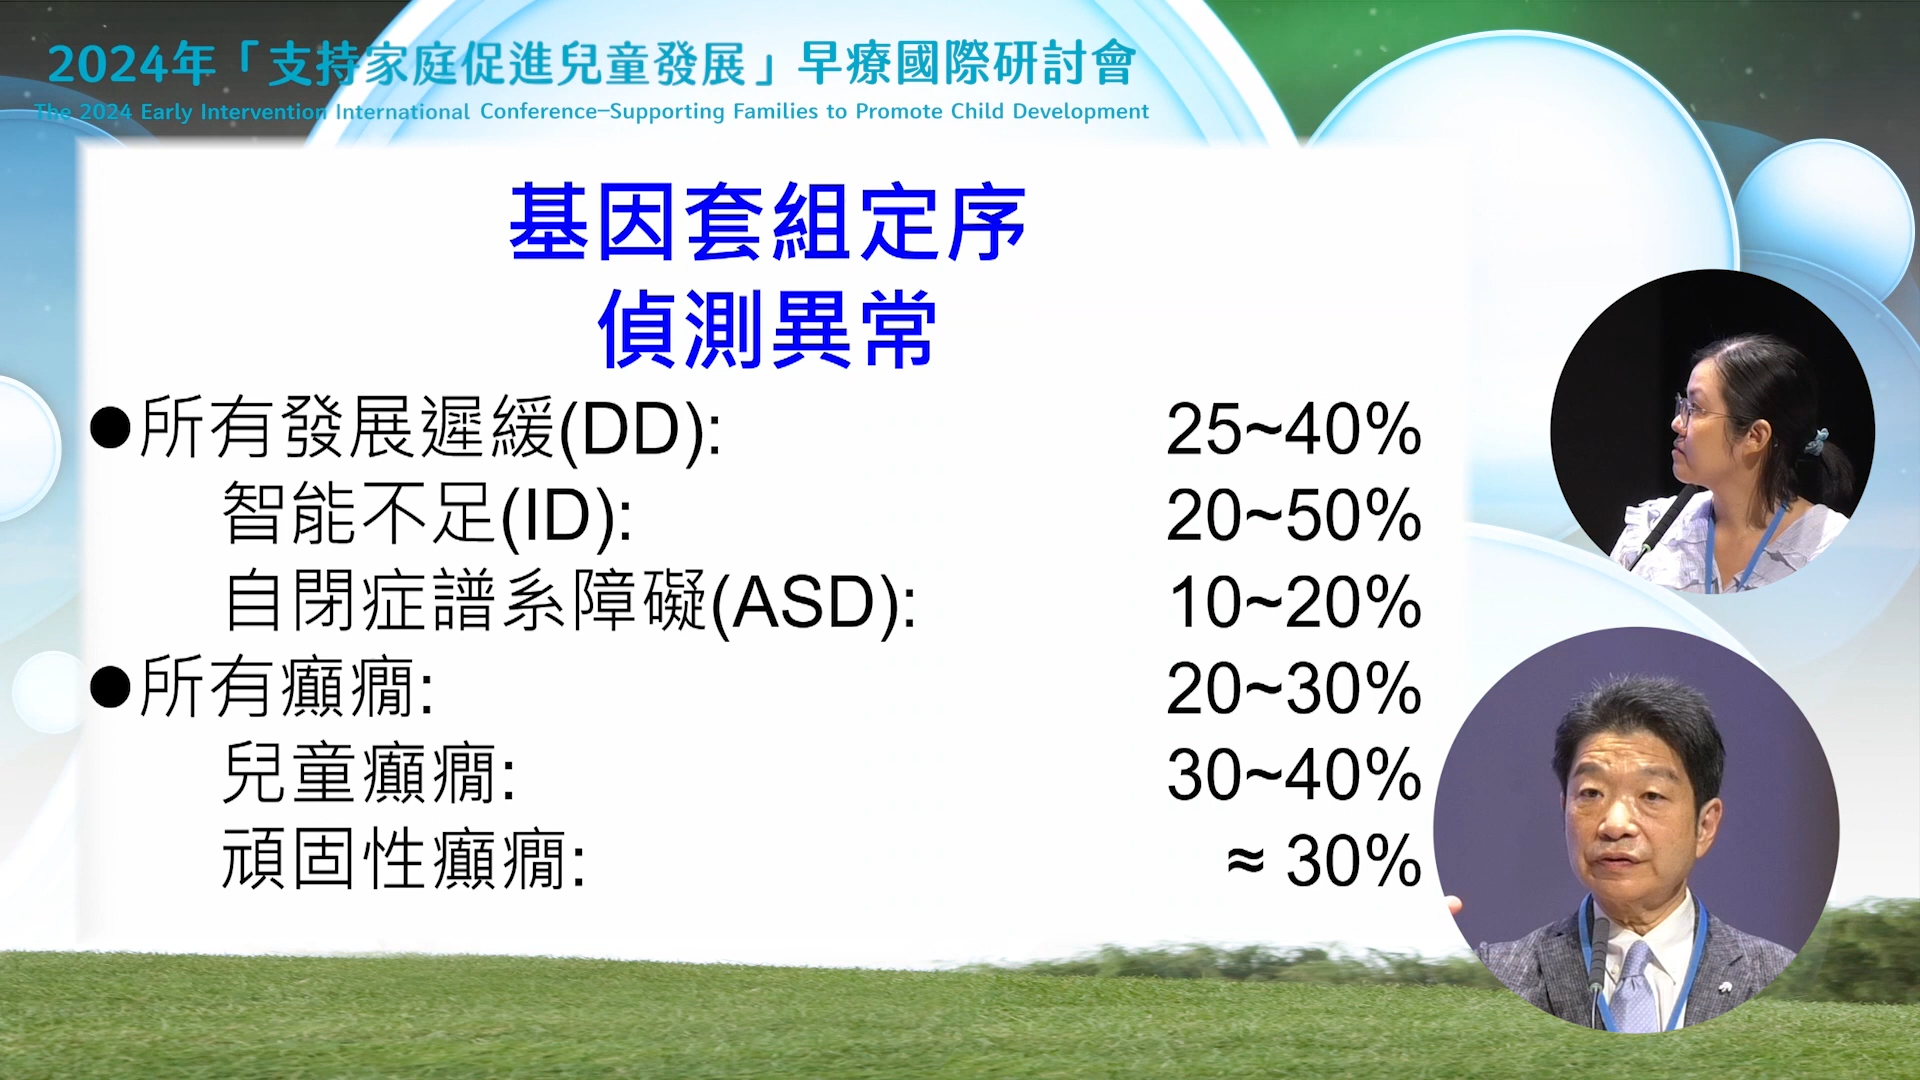 2024年「支持家庭促進兒童發展」早療國際研討會
The 2024 Early Intervention International Conference—Supporting Families to Promote Child Development
基因套組定序
偵測異常
●所有發展遲緩(DD): 25~40%
智能不足(ID): 20~50%
自閉症譜系障礙(ASD): 10~20%
●所有癲癇: 20~30%
兒童癲癇: 30~40%
頑固性癲癇: ≈ 30%